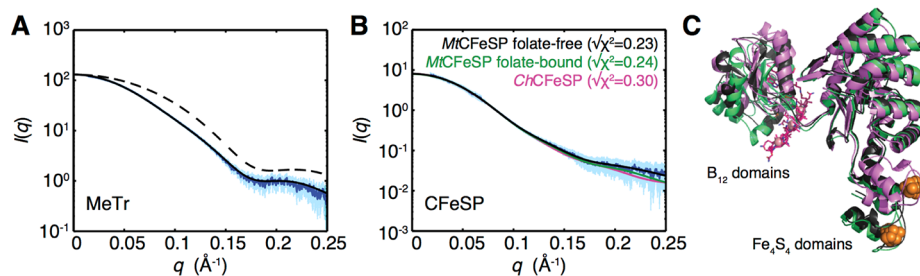 A
10³
10²
10¹
10⁰
10⁻¹
I(q)
MeTr
0 0.05 0.1 0.15 0.20 0.25
q (Å⁻¹)
B
10²
10¹
10⁰
10⁻¹
10⁻²
10⁻³
I(q)
MtCFeSP folate-free (√χ²=0.23)
MtCFeSP folate-bound (√χ²=0.24)
ChCFeSP (√χ²=0.30)
CFeSP
0 0.05 0.1 0.15 0.20 0.25
q (Å⁻¹)
C
B₁₂ domains
Fe₄S₄ domains